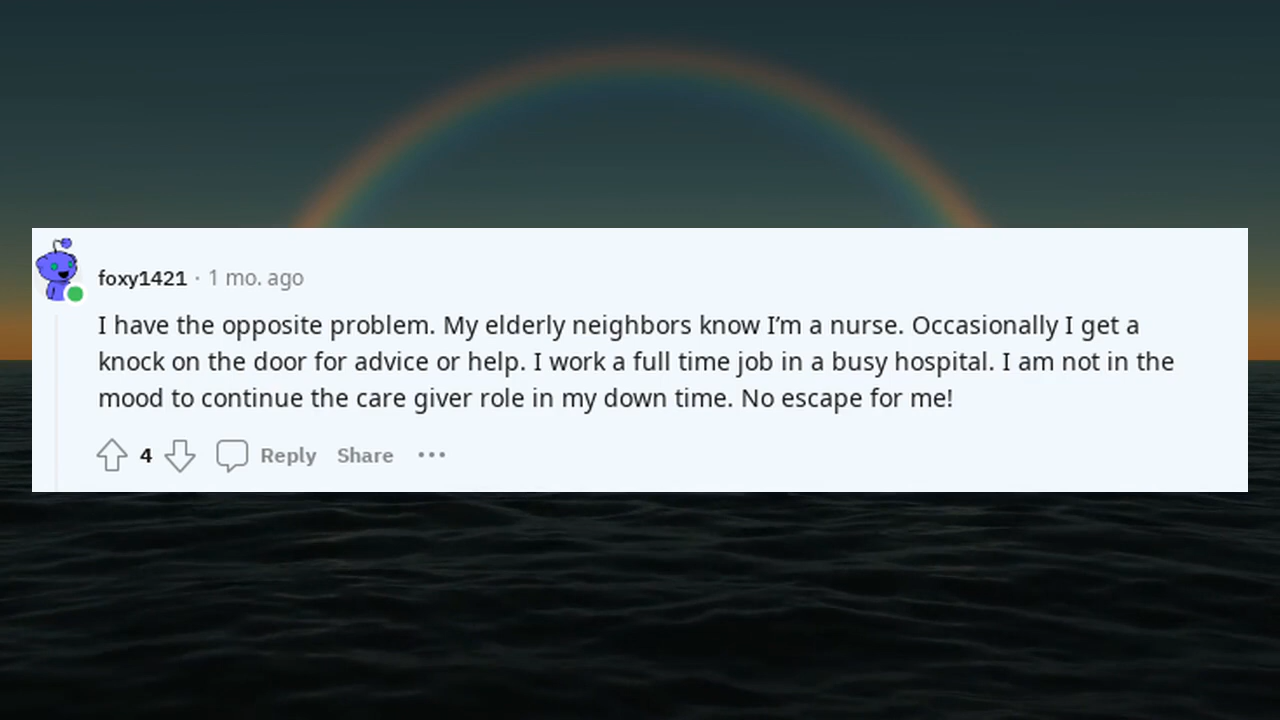 foxy1421 · 1 mo. ago
I have the opposite problem. My elderly neighbors know I’m a nurse. Occasionally I get a
knock on the door for advice or help. I work a full time job in a busy hospital. I am not in the
mood to continue the care giver role in my down time. No escape for me!
4 Reply Share ···